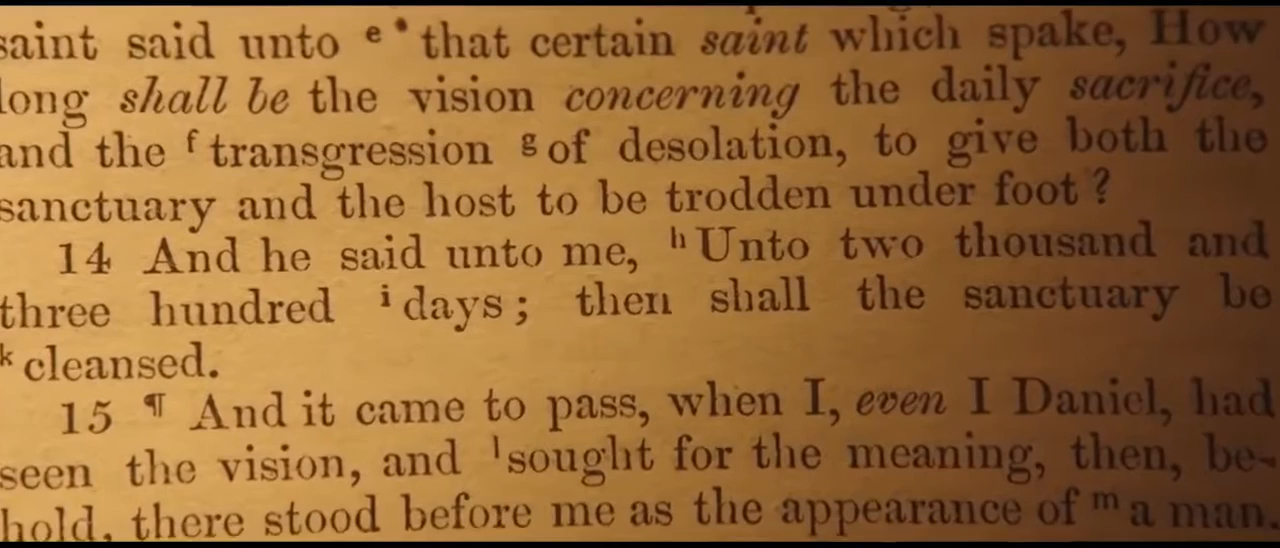 saint said unto e * that certain saint which spake, How
long shall be the vision concerning the daily sacrifice,
and the f transgression g of desolation, to give both the
sanctuary and the host to be trodden under foot ?
14 And he said unto me, h Unto two thousand and
three hundred i days ; then shall the sanctuary be
k cleansed.
15 ¶ And it came to pass, when I, even I Daniel, had
seen the vision, and l sought for the meaning, then, be-
hold, there stood before me as the appearance of m a man.